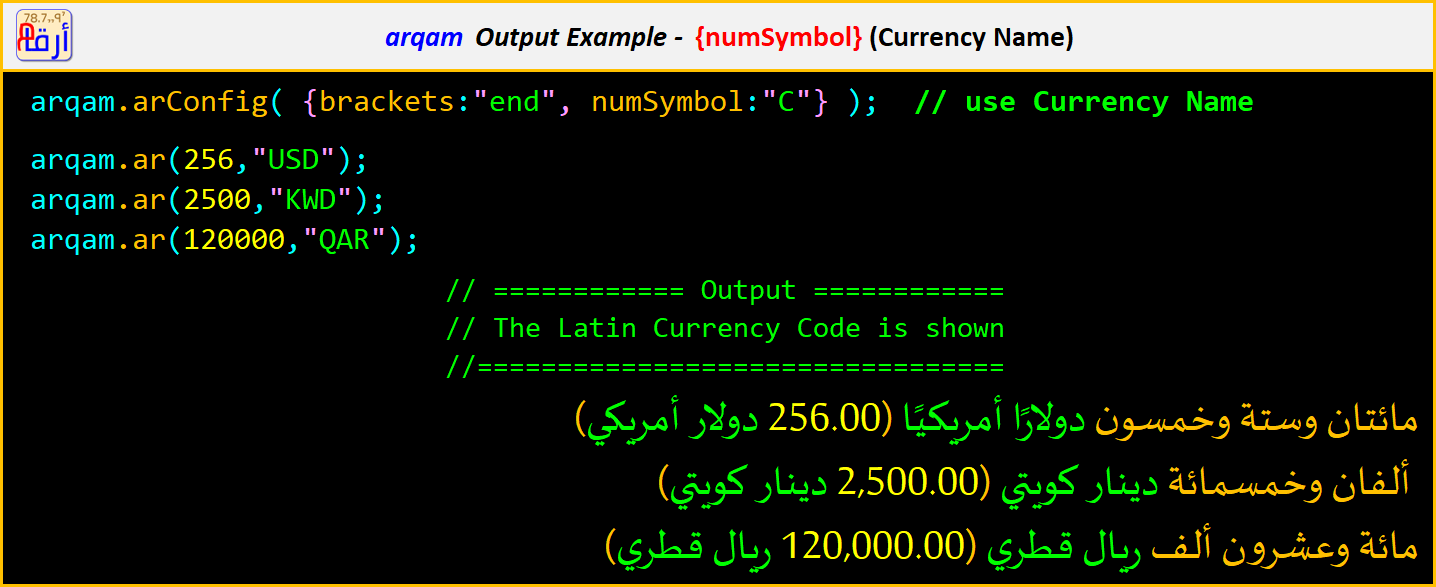 78.7,,9'
أرقام
arqam Output Example - {numSymbol} (Currency Name)
arqam.arConfig( {brackets:"end", numSymbol:"C"} ); // use Currency Name
arqam.ar(256,"USD");
arqam.ar(2500,"KWD");
arqam.ar(120000,"QAR");
// ============ Output ============
// The Latin Currency Code is shown
//=================================
مائتان وستة وخمسون دولارًا أمريكيًا (256.00 دولار أمريكي)
ألفان وخمسمائة دينار كويتي (2,500.00 دينار كويتي)
مائة وعشرون ألف ريال قطري (120,000.00 ريال قطري)